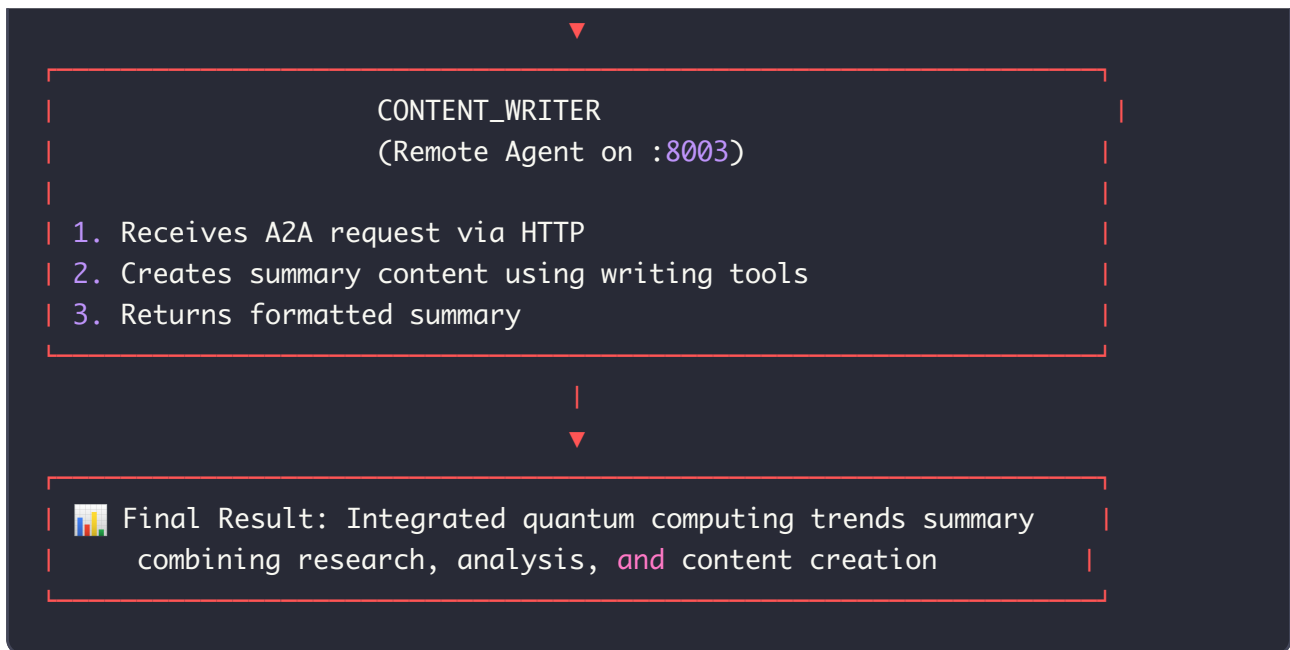 CONTENT_WRITER
(Remote Agent on :8003)
1. Receives A2A request via HTTP
2. Creates summary content using writing tools
3. Returns formatted summary
📊 Final Result: Integrated quantum computing trends summary
combining research, analysis, and content creation